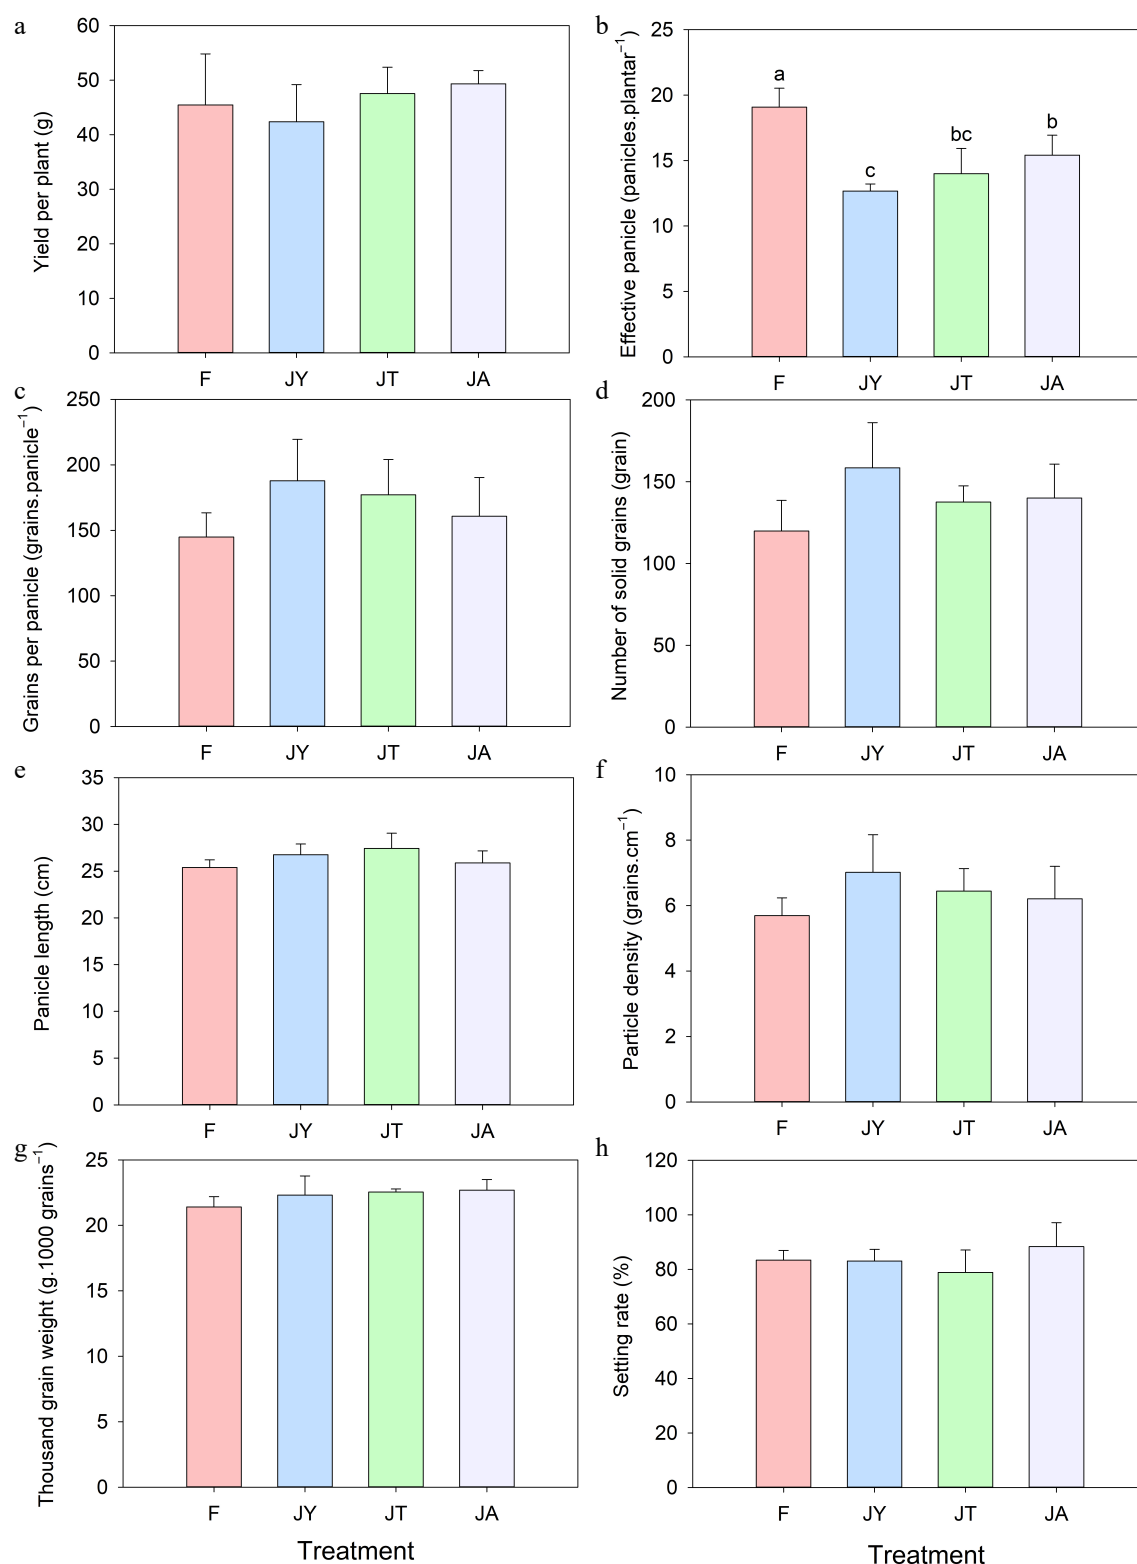 a
60
50
40
30
20
10
0
Yield per plant (g)
F JY JT JA
b
25
20
15
10
5
0
Effective panicle (panicles.plantar⁻¹)
a
c
bc
b
F JY JT JA
c
250
200
150
100
50
0
Grains per panicle (grains.panicle⁻¹)
F JY JT JA
d
200
150
100
50
0
Number of solid grains (grain)
F JY JT JA
e
35
30
25
20
15
10
5
0
Panicle length (cm)
F JY JT JA
f
10
8
6
4
2
0
Particle density (grains.cm⁻¹)
F JY JT JA
g
25
20
15
10
5
0
Thousand grain weight (g.1000 grains⁻¹)
F JY JT JA
Treatment
h
120
100
80
60
40
20
0
Setting rate (%)
F JY JT JA
Treatment